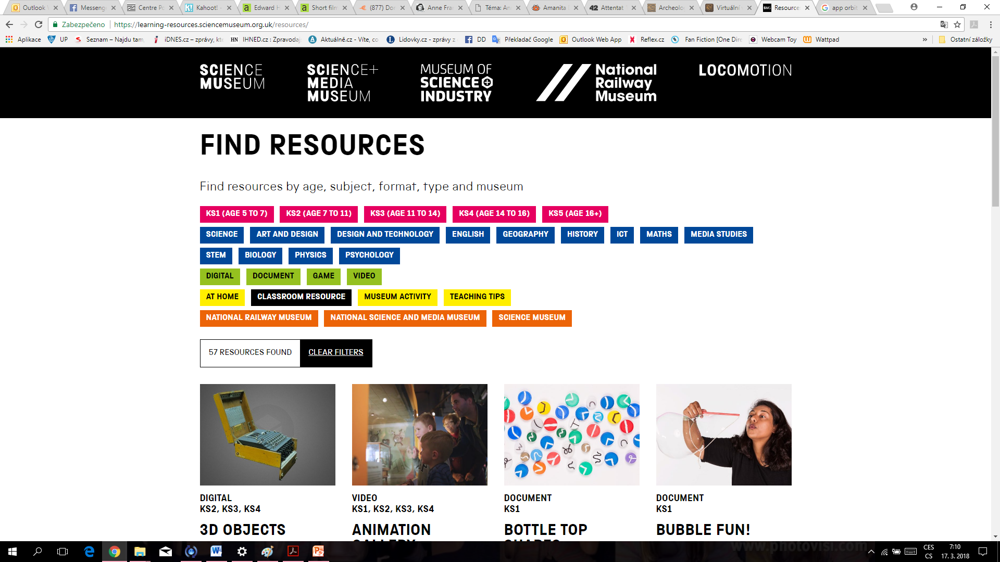 Outlook
Messeng
Centre Po
Kahoot! -
Edward H
Short film
(877) Dor
Anne Fra
Téma: An
Amanita
Attentat
Archeolo
Virtuální
Resource
app orbit
Zabezpečeno https://learning-resources.sciencemuseum.org.uk/resources/
Aplikace UP Seznam – Najdu tam iDNES.cz – zprávy, kt IHNED.cz : Zpravodaj Aktuálně.cz - Víte, co Lidovky.cz - zprávy z DD Překladač Google Outlook Web App Reflex.cz Fan Fiction [One Dire Webcam Toy Wattpad » Ostatní záložky
SCIENCE
MUSEUM
SCIENCE+
MEDIA
MUSEUM
MUSEUM OF
SCIENCE+
INDUSTRY
National
Railway
Museum
LOCOMOTION
FIND RESOURCES
Find resources by age, subject, format, type and museum
KS1 (AGE 5 TO 7) KS2 (AGE 7 TO 11) KS3 (AGE 11 TO 14) KS4 (AGE 14 TO 16) KS5 (AGE 16+)
SCIENCE ART AND DESIGN DESIGN AND TECHNOLOGY ENGLISH GEOGRAPHY HISTORY ICT MATHS MEDIA STUDIES
STEM BIOLOGY PHYSICS PSYCHOLOGY
DIGITAL DOCUMENT GAME VIDEO
AT HOME CLASSROOM RESOURCE MUSEUM ACTIVITY TEACHING TIPS
NATIONAL RAILWAY MUSEUM NATIONAL SCIENCE AND MEDIA MUSEUM SCIENCE MUSEUM
57 RESOURCES FOUND CLEAR FILTERS
DIGITAL
KS2, KS3, KS4
3D OBJECTS
VIDEO
KS1, KS2, KS3, KS4
ANIMATION
GALLERY
DOCUMENT
KS1
BOTTLE TOP
SHAPES
DOCUMENT
KS1
BUBBLE FUN!
www.photovisi.com
CES
CS
7:10
17. 3. 2018